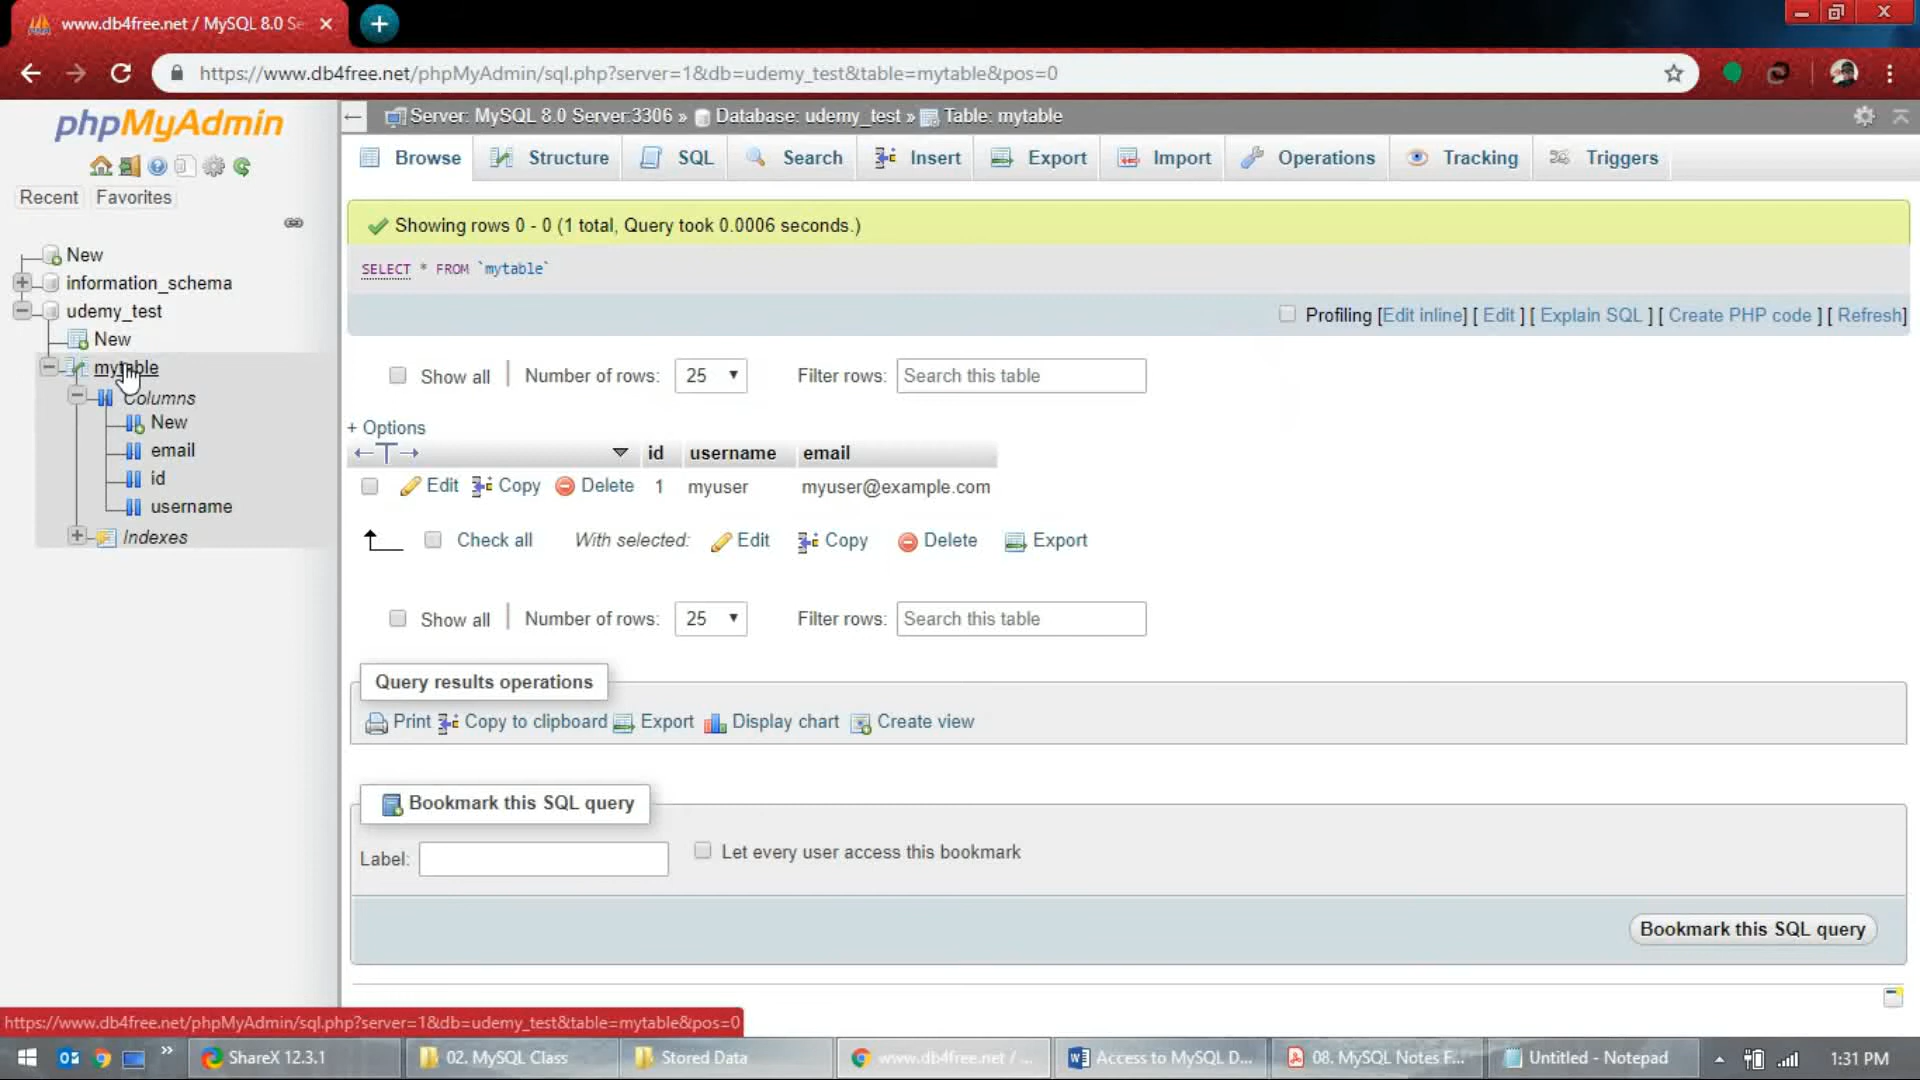 www.db4free.net / MySQL 8.0 Se
https://www.db4free.net/phpMyAdmin/sql.php?server=1&db=udemy_test&table=mytable&pos=0
phpMyAdmin
Recent Favorites
New
information_schema
udemy_test
New
mytable
Columns
New
email
id
username
Indexes
Server: MySQL 8.0 Server:3306 » Database: udemy_test » Table: mytable
Browse Structure SQL Search Insert Export Import Operations Tracking Triggers
Showing rows 0 - 0 (1 total, Query took 0.0006 seconds.)
SELECT * FROM `mytable`
Profiling [Edit inline] [ Edit ] [ Explain SQL ] [ Create PHP code ] [ Refresh]
Show all | Number of rows: 25 Filter rows: Search this table
+ Options
←T→ id username email
Edit Copy Delete 1 myuser myuser@example.com
Check all With selected: Edit Copy Delete Export
Show all | Number of rows: 25 Filter rows: Search this table
Query results operations
Print Copy to clipboard Export Display chart Create view
Bookmark this SQL query
Label: Let every user access this bookmark
Bookmark this SQL query
https://www.db4free.net/phpMyAdmin/sql.php?server=1&db=udemy_test&table=mytable&pos=0
ShareX 12.3.1 02. MySQL Class Stored Data www.db4free.net / ... Access to MySQL D... 08. MySQL Notes F... Untitled - Notepad 1:31 PM